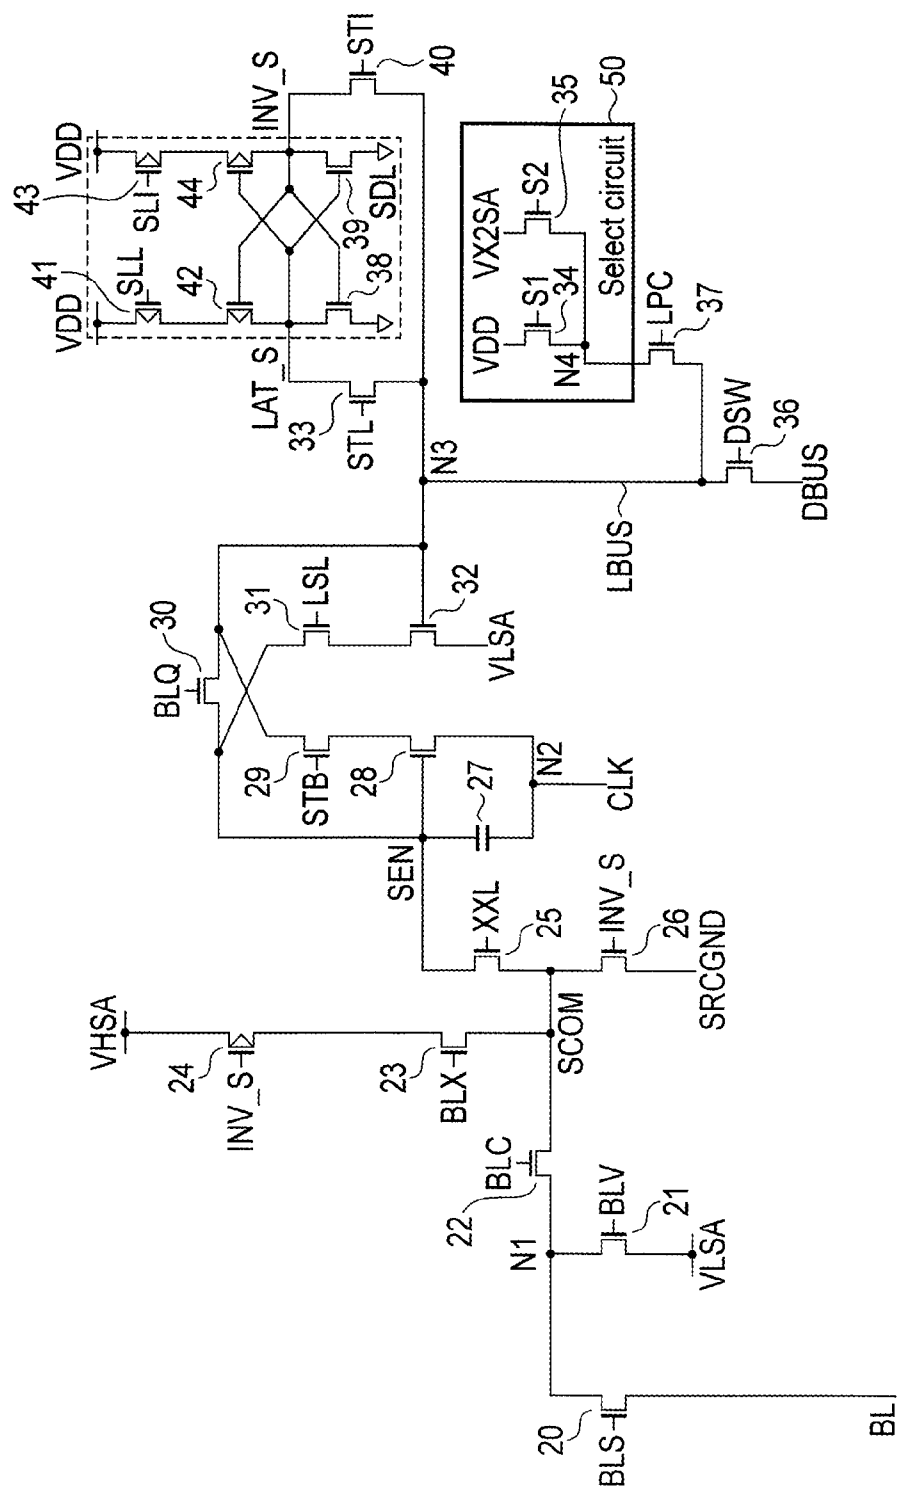 VHSA
24
INV_S
23
BLX
SCOM
BLC
22
N1
BLV
21
VLSA
20
BLS
BL
XXL
25
INV_S
26
SRCGND
SEN
27
N2
CLK
BLQ
30
29
STB
28
31
LSL
32
VLSA
N3
LBUS
DSW
36
DBUS
LPC
37
VDD
41
SLL
42
LAT_S
33
STL
38
VDD
43
SLI
44
INV_S
39
SDL
STI
40
VDD
S1
34
N4
VX2SA
S2
35
Select circuit
50